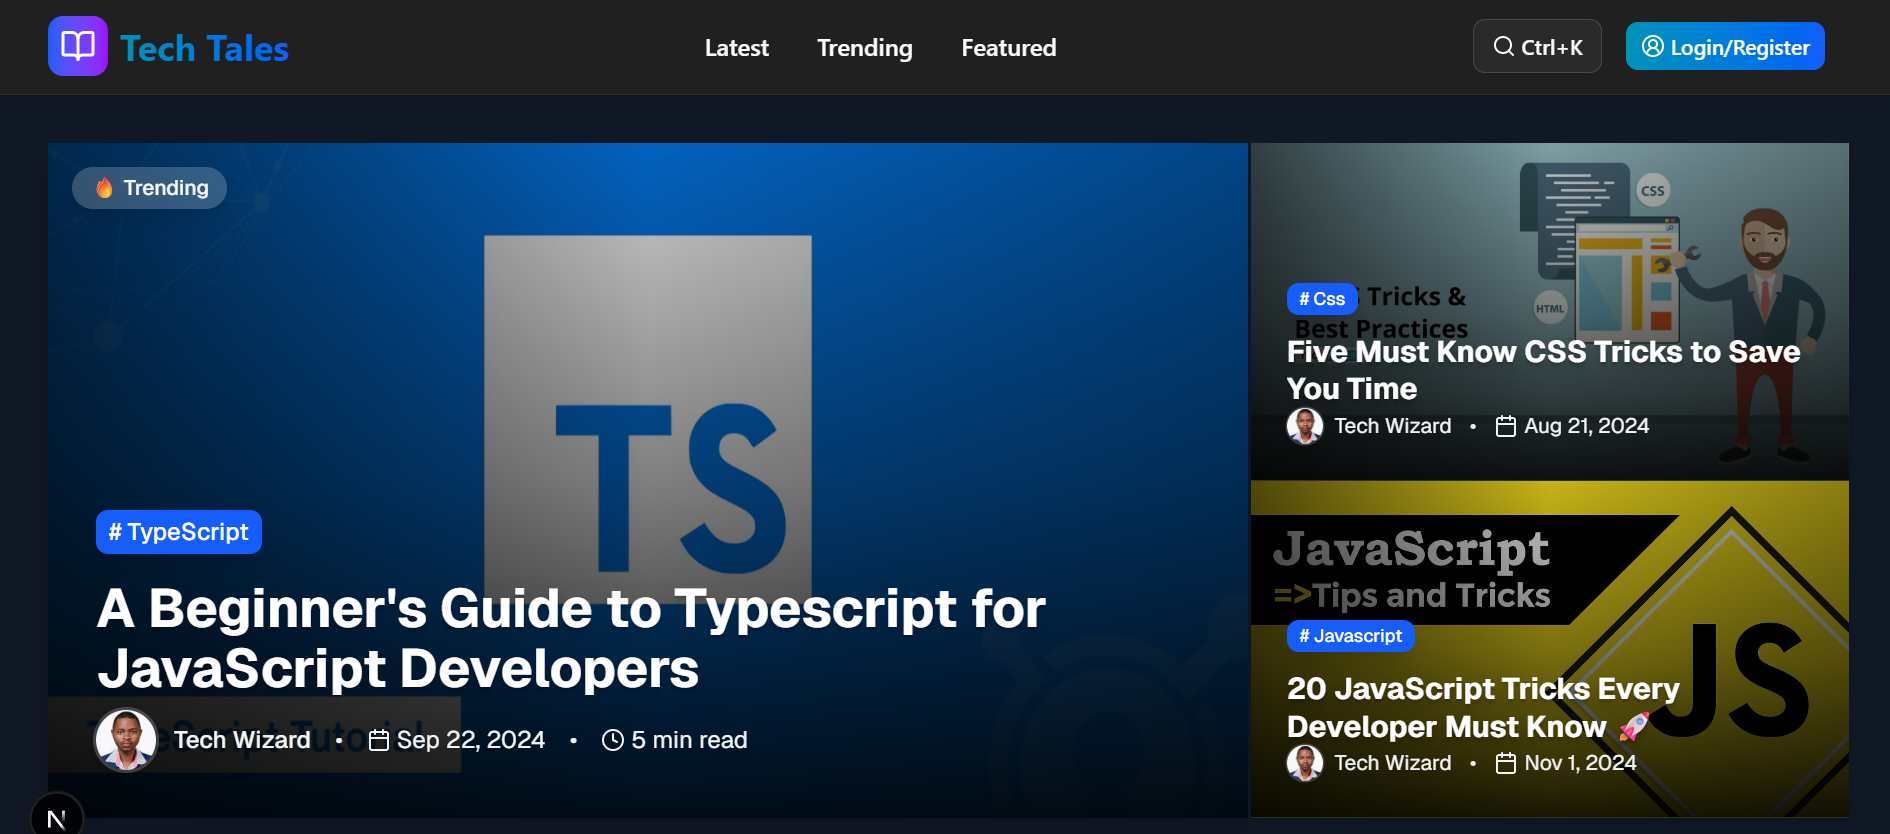 Tech Tales
Latest
Trending
Featured
Ctrl+K
Login/Register
🔥 Trending
TS
# TypeScript
A Beginner's Guide to Typescript for
JavaScript Developers
Tech Wizard • Sep 22, 2024 • 5 min read
CSS
HTML
Tricks &
Best Practices
# Css
Five Must Know CSS Tricks to Save
You Time
Tech Wizard • Aug 21, 2024
JavaScript
=>Tips and Tricks
JS
# Javascript
20 JavaScript Tricks Every
Developer Must Know 🚀
Tech Wizard • Nov 1, 2024
N